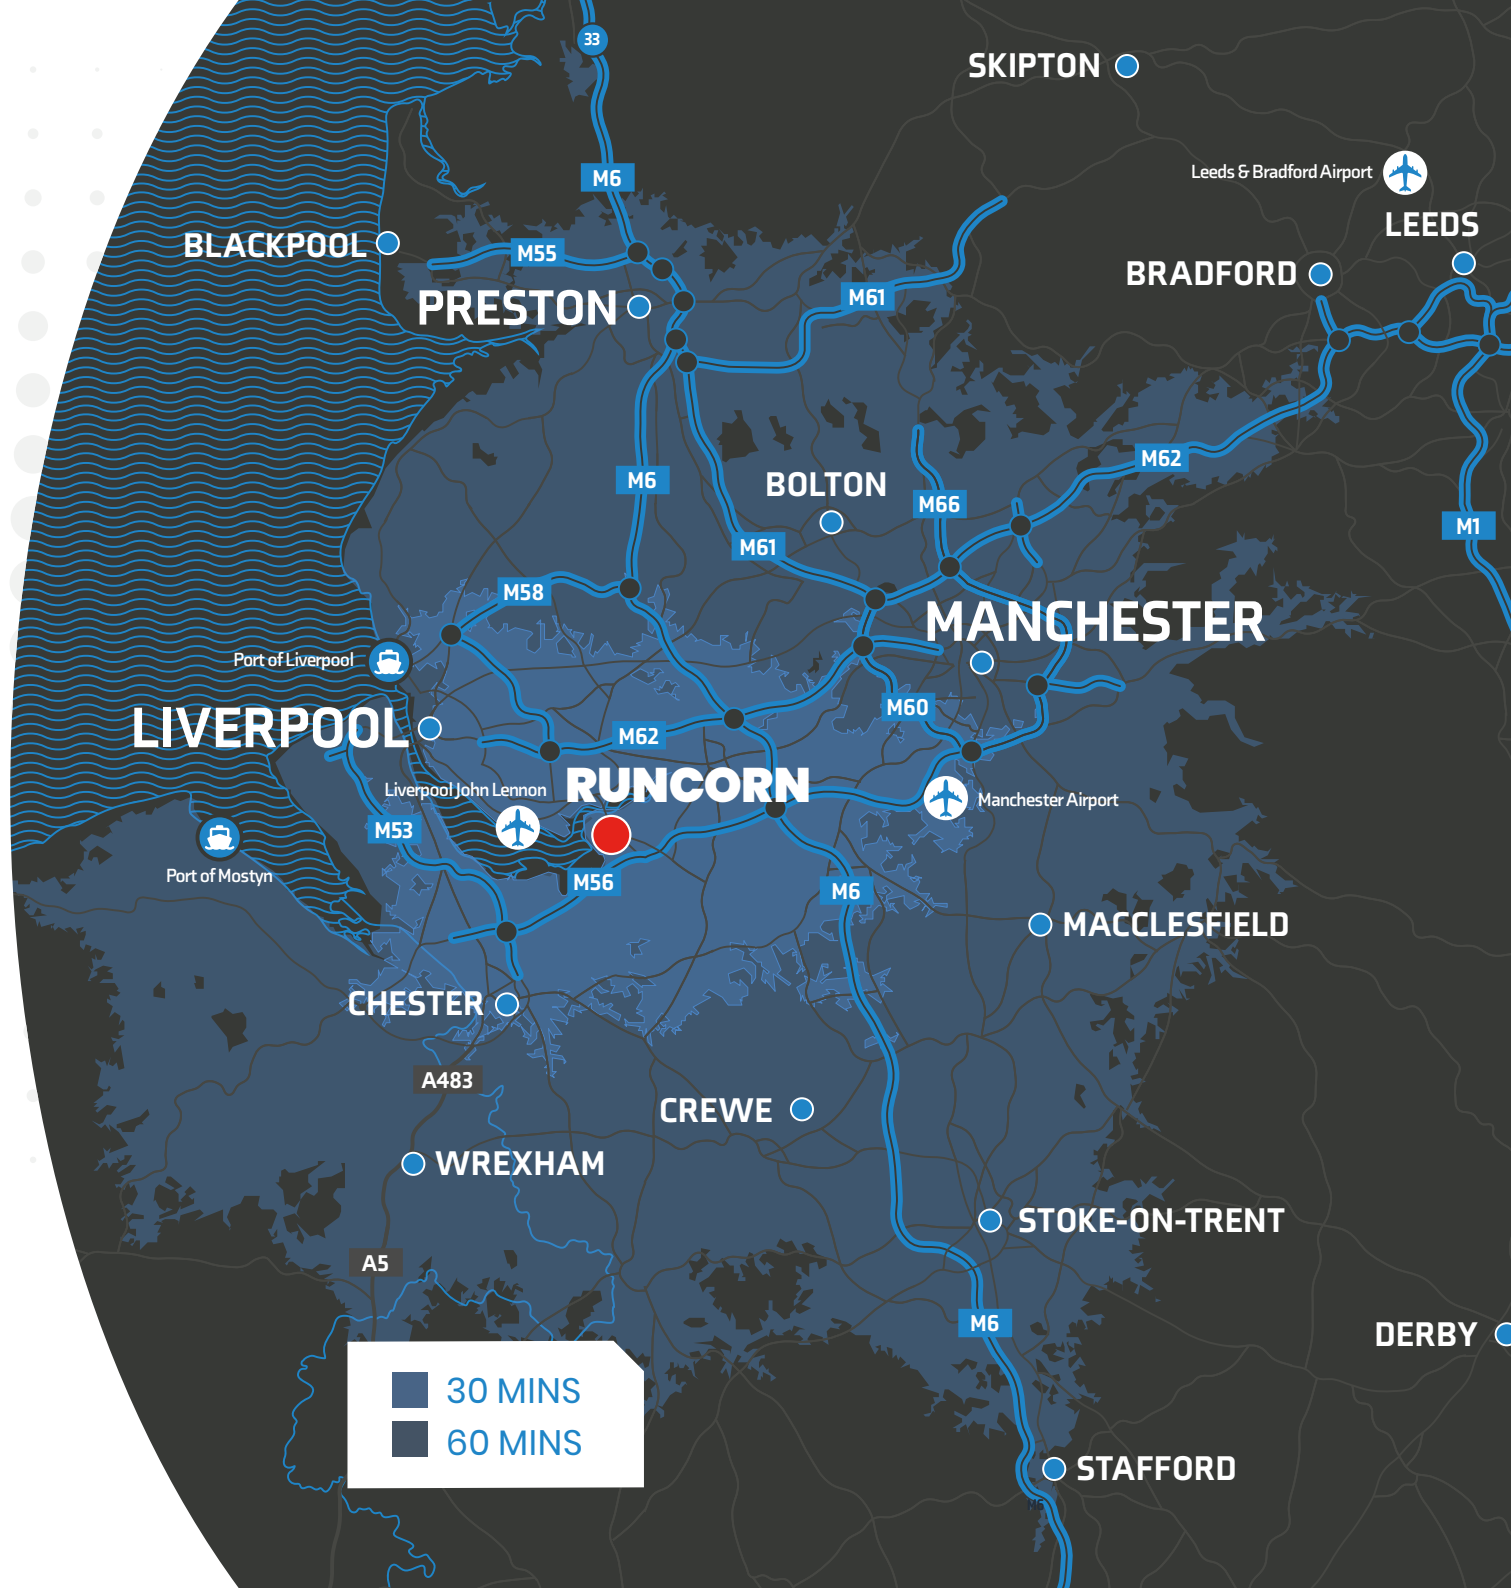 33
SKIPTON
M6
Leeds & Bradford Airport
LEEDS
BLACKPOOL
M55
BRADFORD
PRESTON
M61
M62
M6
BOLTON
M66
M1
M61
M58
MANCHESTER
Port of Liverpool
M60
LIVERPOOL
M62
RUNCORN
Liverpool John Lennon
Manchester Airport
M53
Port of Mostyn
M56
M6
MACCLESFIELD
CHESTER
A483
CREWE
WREXHAM
STOKE-ON-TRENT
A5
M6
DERBY
30 MINS
60 MINS
STAFFORD
M6